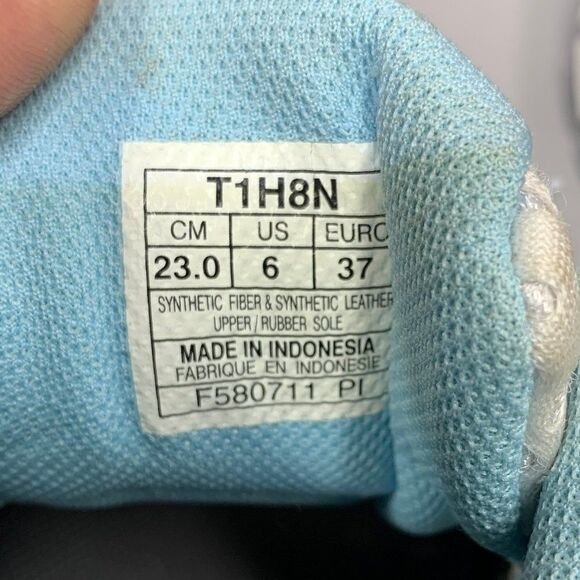 T1H8N
CM US EURO
23.0 6 37
SYNTHETIC FIBER & SYNTHETIC LEATHER
UPPER / RUBBER SOLE
MADE IN INDONESIA
FABRIQUE EN INDONESIE
F580711 PI